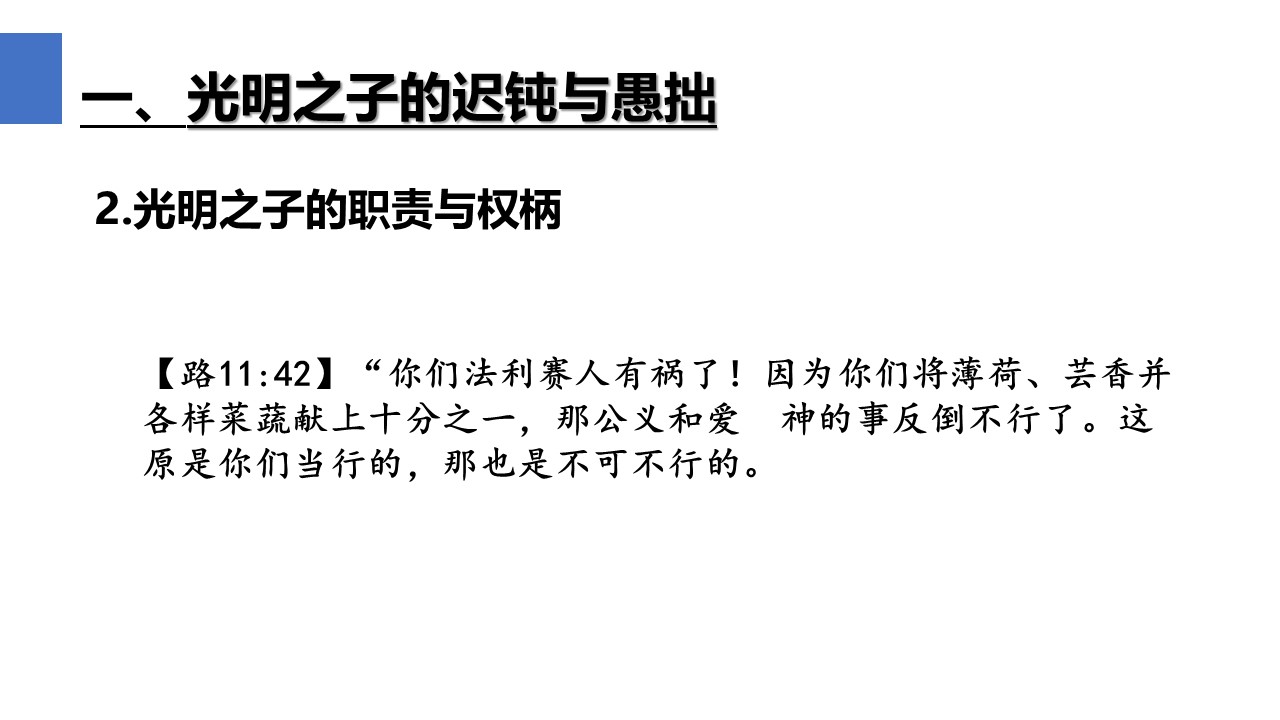 一、光明之子的迟钝与愚拙
2.光明之子的职责与权柄
【路11:42】“你们法利赛人有祸了！因为你们将薄荷、芸香并
各样菜蔬献上十分之一，那公义和爱　神的事反倒不行了。这
原是你们当行的，那也是不可不行的。